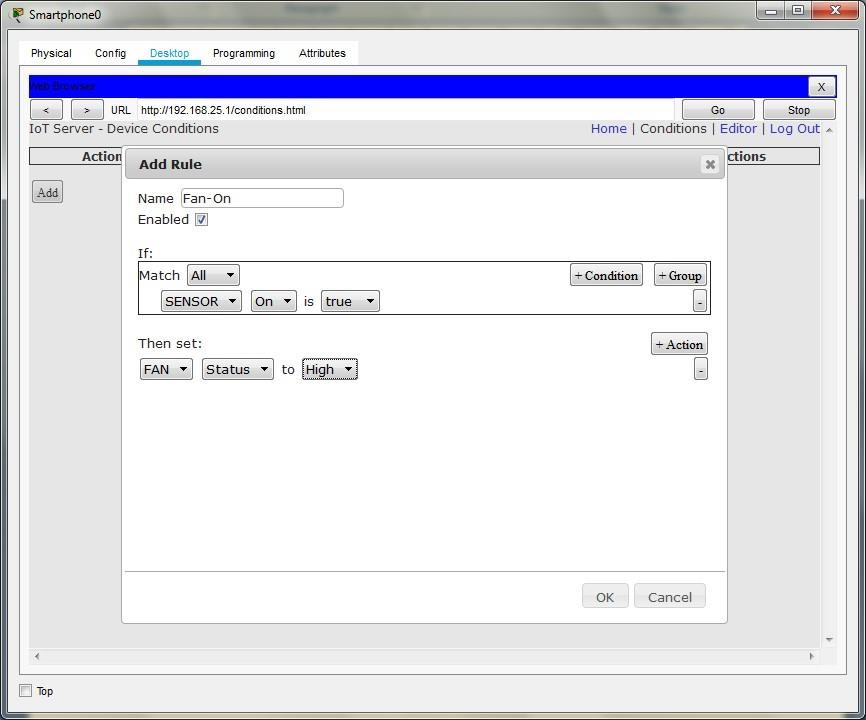 Smartphone0
Physical Config Desktop Programming Attributes
Web Browser X
< > URL http://192.168.25.1/conditions.html Go Stop
IoT Server - Device Conditions Home | Conditions | Editor | Log Out
Action ctions
Add
Add Rule
Name Fan-On
Enabled
If:
Match All + Condition + Group
SENSOR On is true -
Then set: + Action
FAN Status to High -
OK Cancel
Top